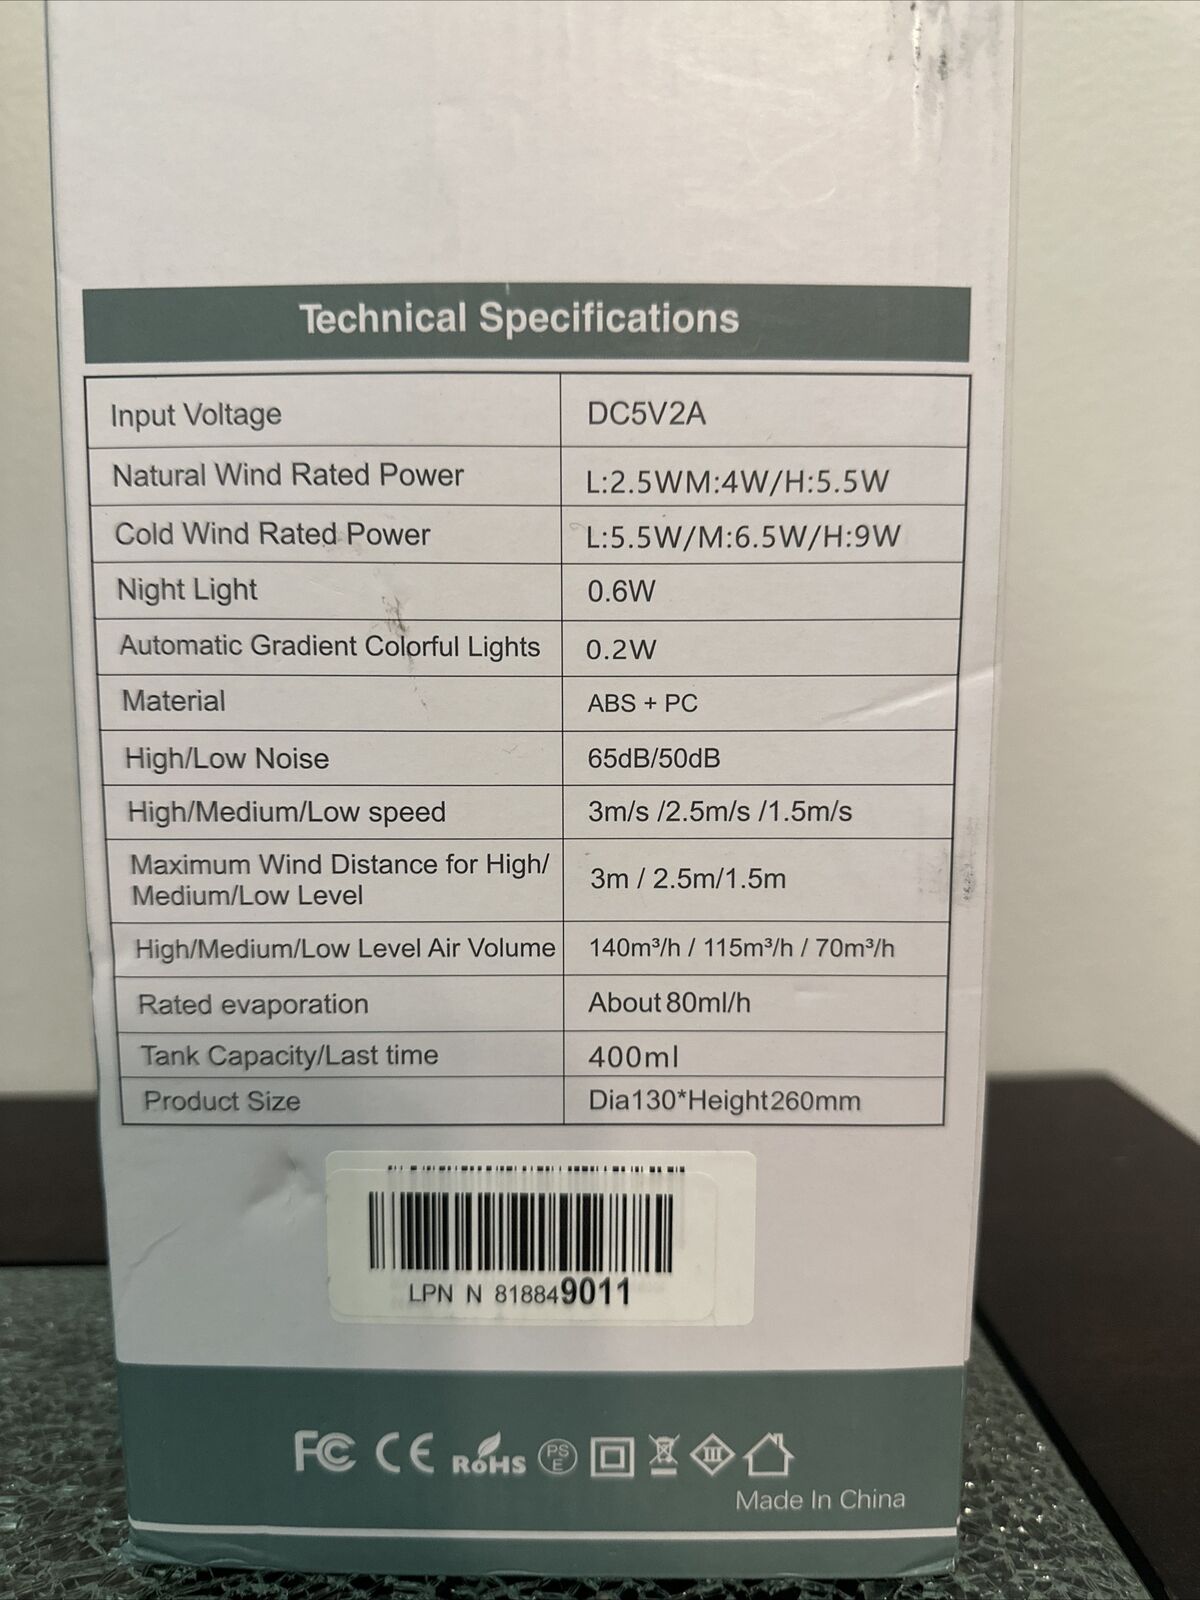 Technical Specifications
Input Voltage DC5V2A
Natural Wind Rated Power L:2.5WM:4W/H:5.5W
Cold Wind Rated Power L:5.5W/M:6.5W/H:9W
Night Light 0.6W
Automatic Gradient Colorful Lights 0.2W
Material ABS + PC
High/Low Noise 65dB/50dB
High/Medium/Low speed 3m/s /2.5m/s /1.5m/s
Maximum Wind Distance for High/
Medium/Low Level 3m / 2.5m/1.5m
High/Medium/Low Level Air Volume 140m³/h / 115m³/h / 70m³/h
Rated evaporation About 80ml/h
Tank Capacity/Last time 400ml
Product Size Dia130*Height260mm
LPN N 818849011
FC CE RoHS PS E III
Made In China